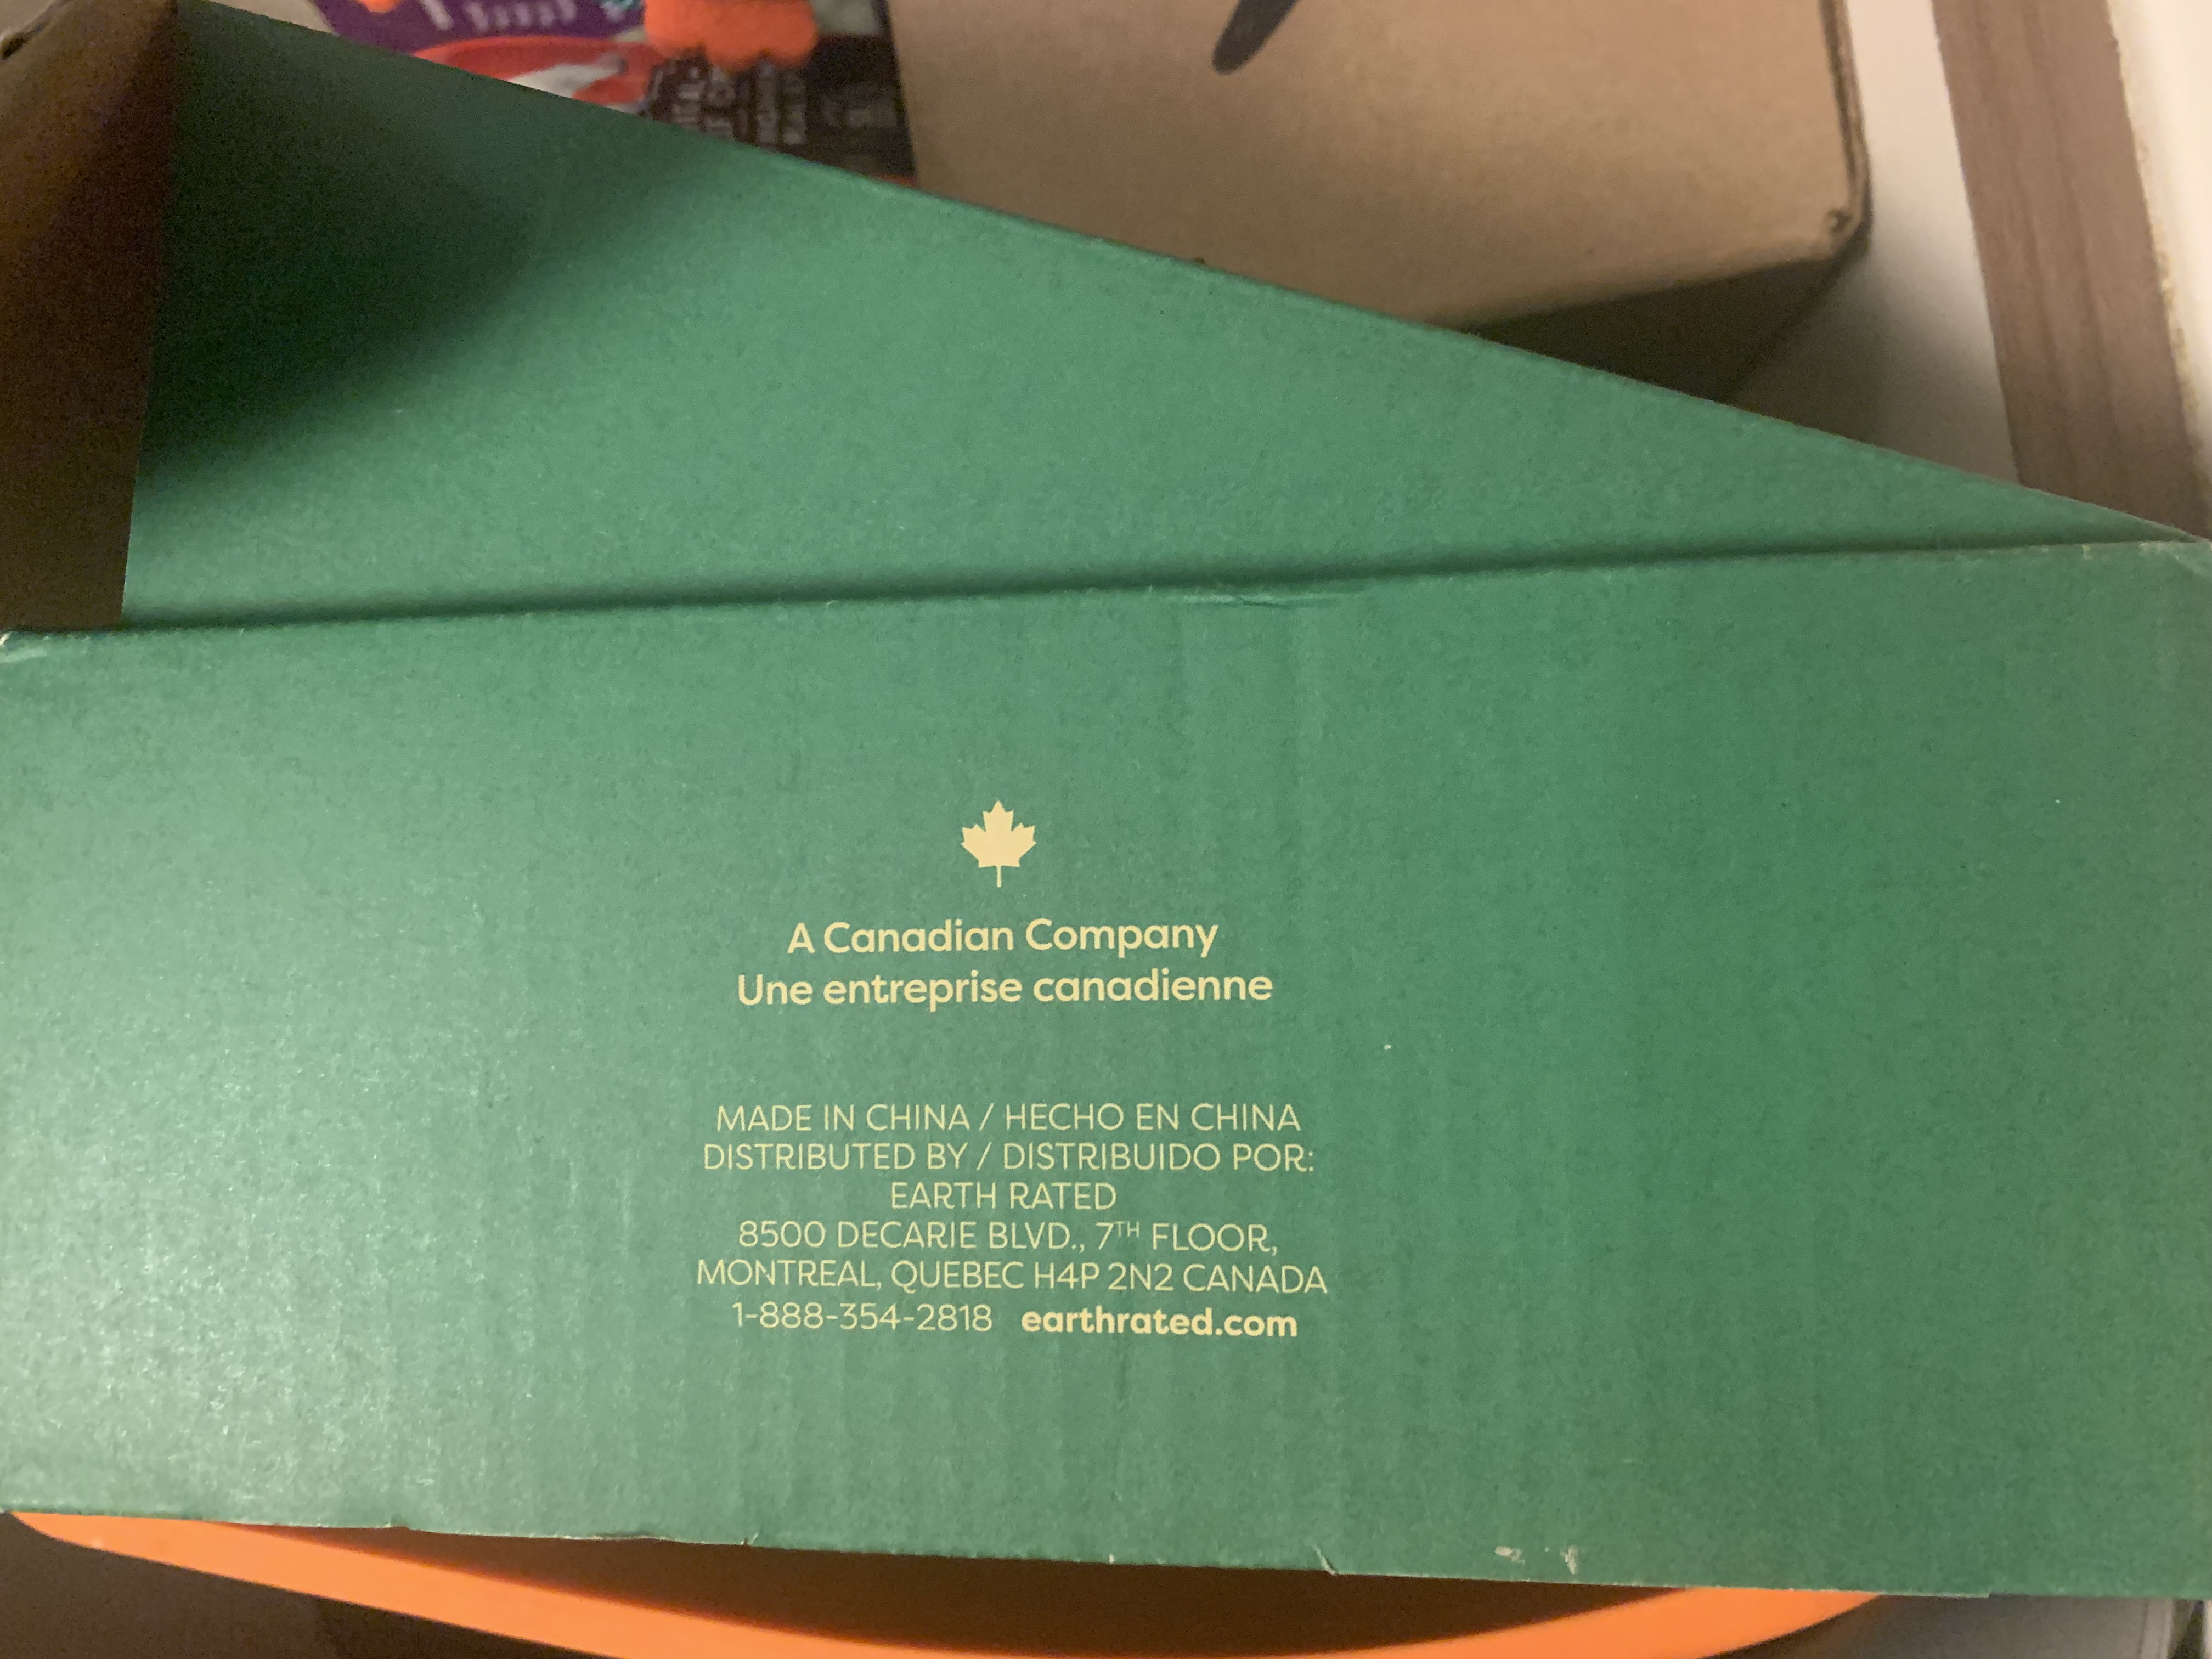 A Canadian Company
Une entreprise canadienne
MADE IN CHINA / HECHO EN CHINA
DISTRIBUTED BY / DISTRIBUIDO POR:
EARTH RATED
8500 DECARIE BLVD., 7TH FLOOR,
MONTREAL, QUEBEC H4P 2N2 CANADA
1-888-354-2818 earthrated.com